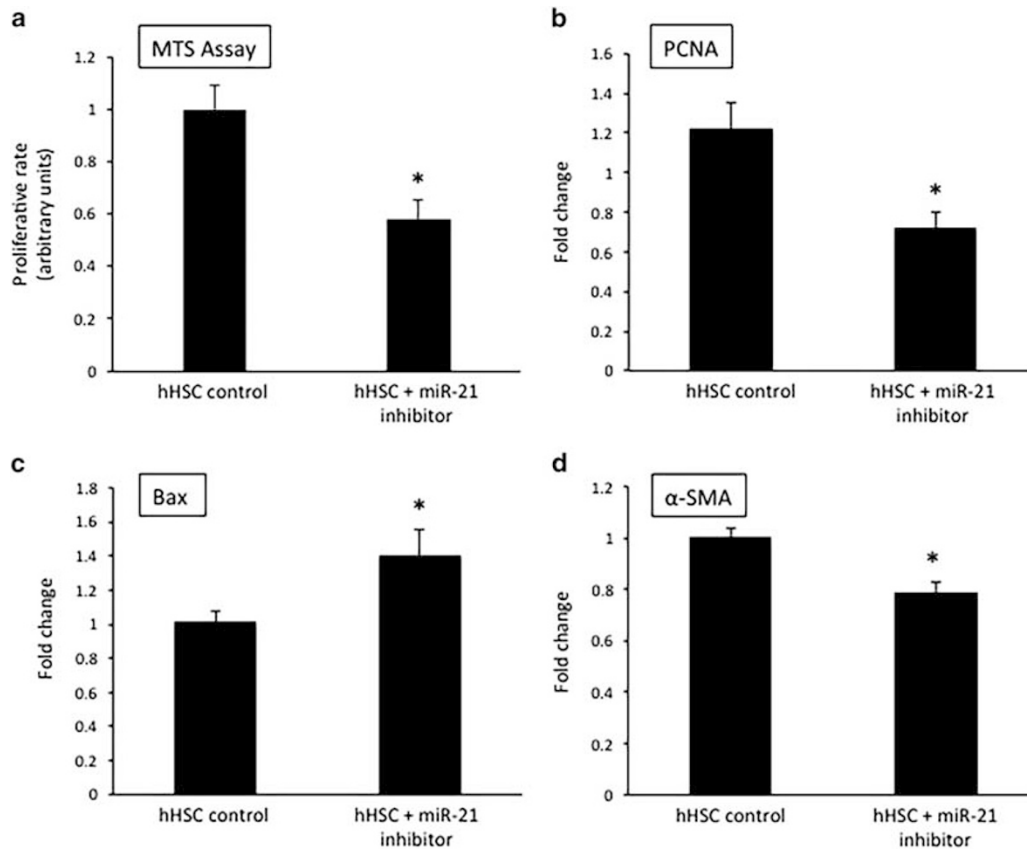 a
MTS Assay
1.2
1
0.8
0.6
0.4
0.2
0
Proliferative rate
(arbitrary units)
*
hHSC control
hHSC + miR-21
inhibitor
b
PCNA
1.6
1.4
1.2
1
0.8
0.6
0.4
0.2
0
Fold change
*
hHSC control
hHSC + miR-21
inhibitor
c
Bax
1.8
1.6
1.4
1.2
1
0.8
0.6
0.4
0.2
0
Fold change
*
hHSC control
hHSC + miR-21
inhibitor
d
α-SMA
1.2
1
0.8
0.6
0.4
0.2
0
Fold change
*
hHSC control
hHSC + miR-21
inhibitor